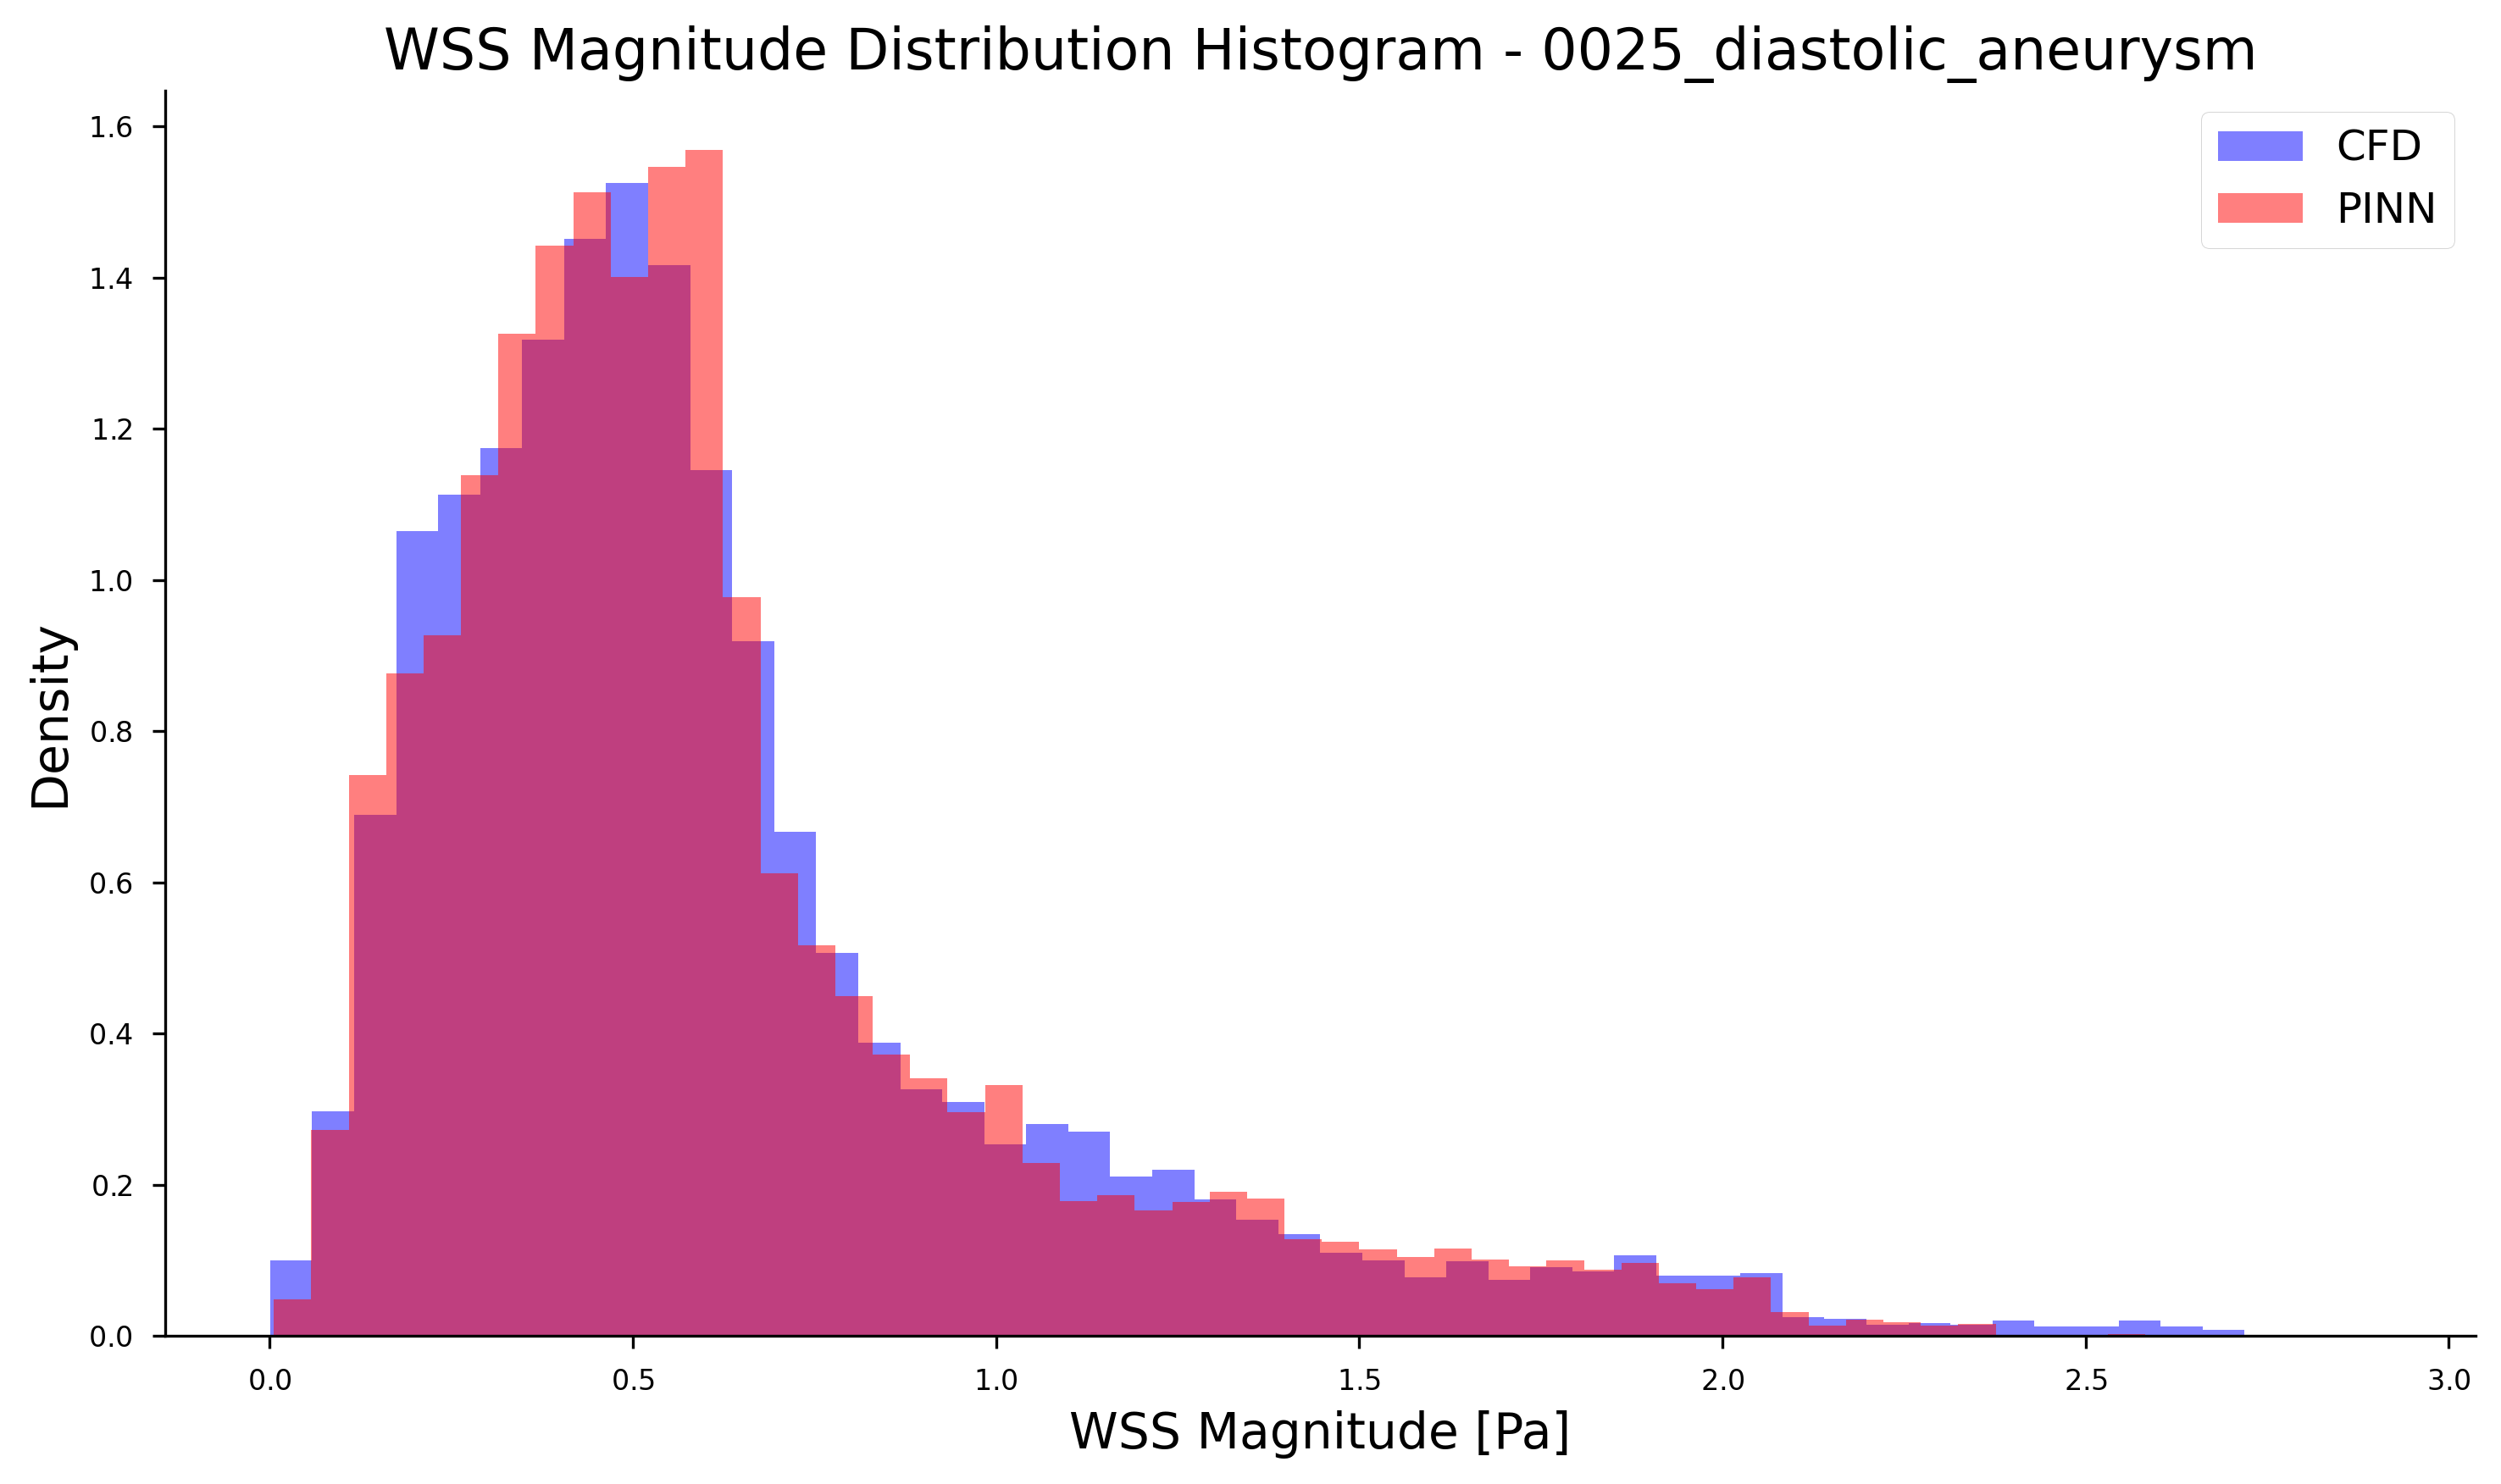 WSS Magnitude Distribution Histogram - 0025_diastolic_aneurysm
CFD
PINN
Density
1.6
1.4
1.2
1.0
0.8
0.6
0.4
0.2
0.0
0.0 0.5 1.0 1.5 2.0 2.5 3.0
WSS Magnitude [Pa]